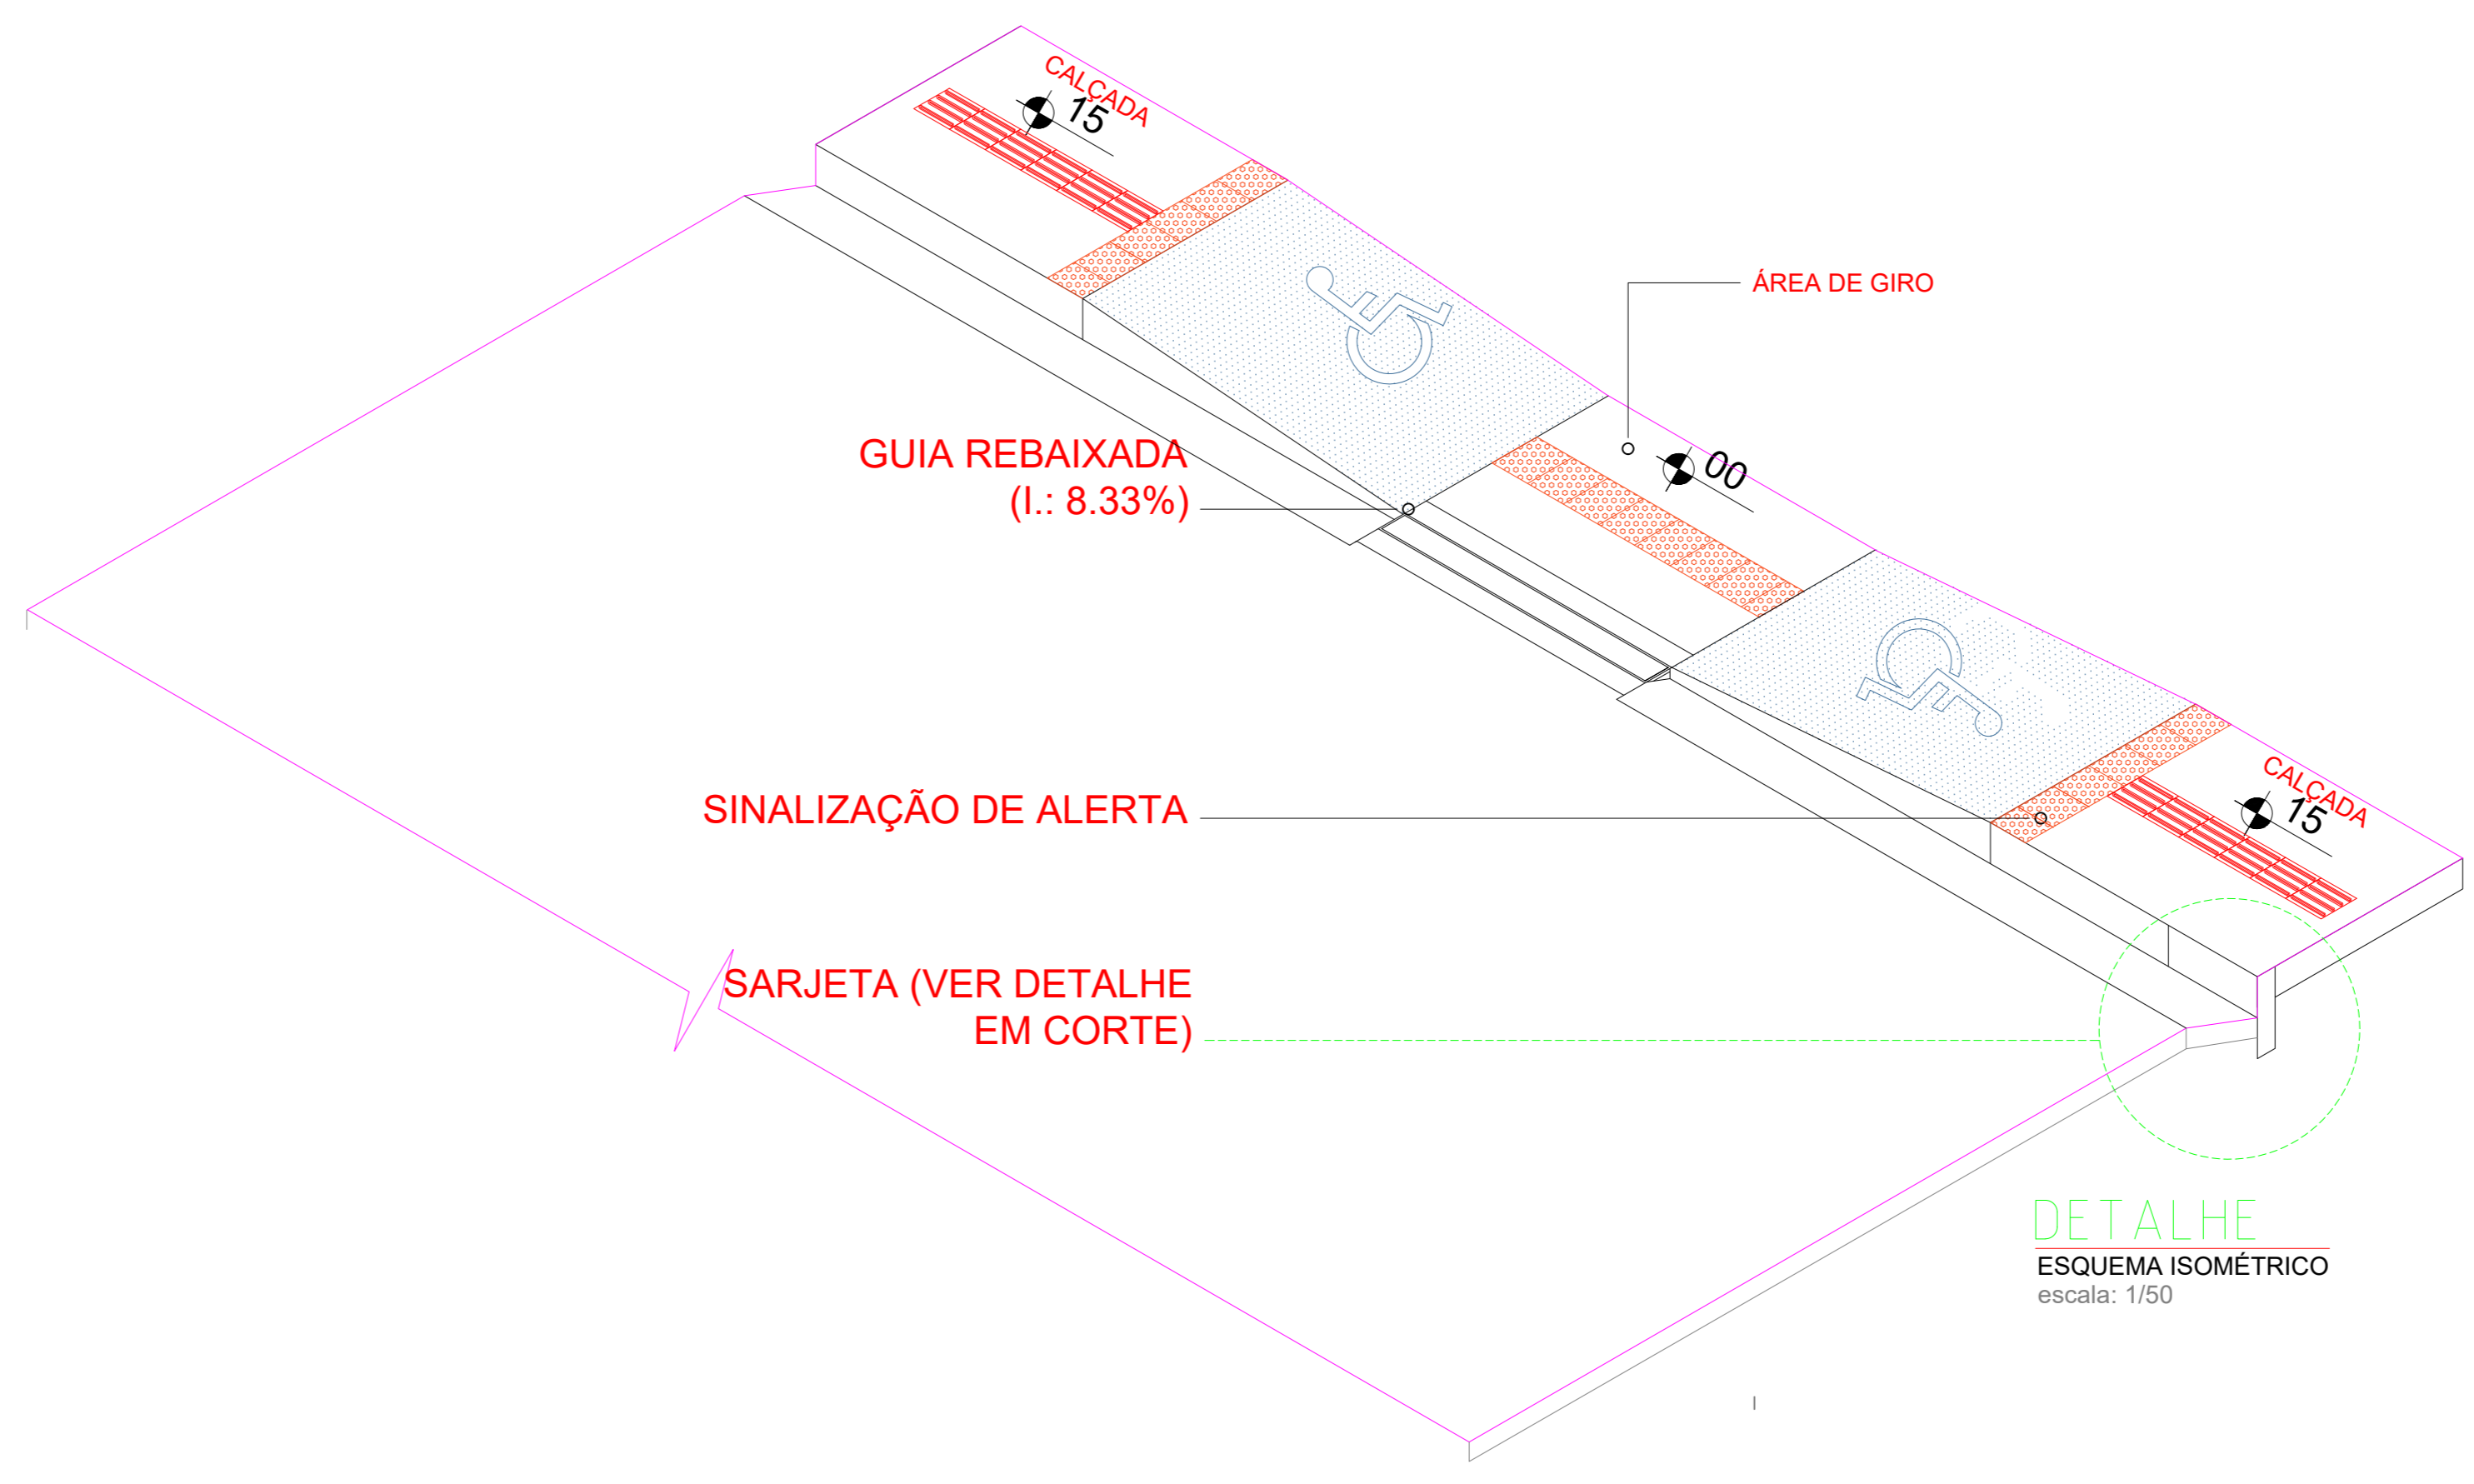 CALÇADA
15
ÁREA DE GIRO
GUIA REBAIXADA
(I.: 8.33%)
00
SINALIZAÇÃO DE ALERTA
CALÇADA
15
SARJETA (VER DETALHE
EM CORTE)
DETALHE
ESQUEMA ISOMÉTRICO
escala: 1/50